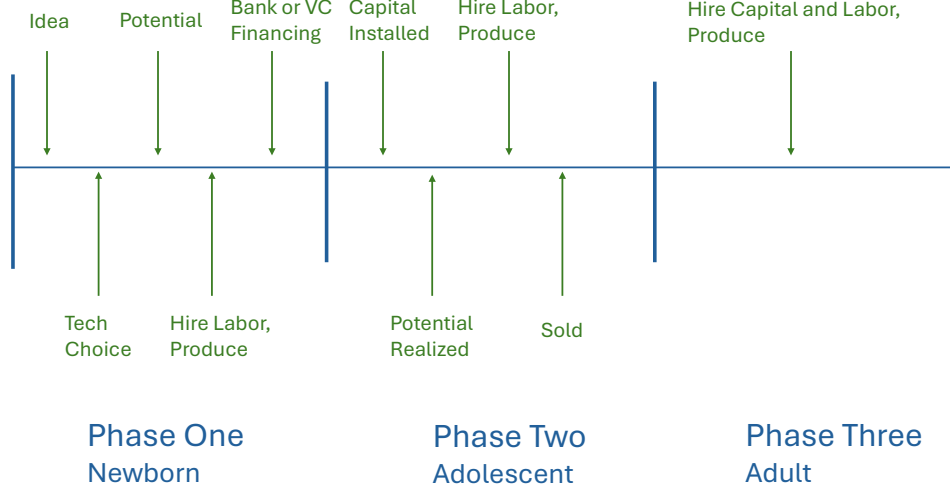 Idea
Potential
Bank or VC
Financing
Capital
Installed
Hire Labor,
Produce
Hire Capital and Labor,
Produce
Tech
Choice
Hire Labor,
Produce
Potential
Realized
Sold
Phase One
Newborn
Phase Two
Adolescent
Phase Three
Adult